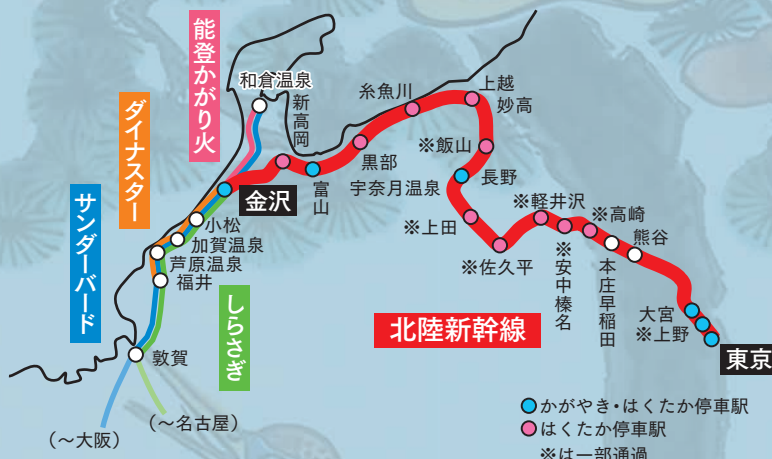 能登かがり火
和倉温泉
新高岡
ダイナスター
サンダーバード
しらさぎ
金沢
小松
加賀温泉
芦原温泉
福井
敦賀
(〜大阪)
(〜名古屋)
富山
黒部
宇奈月温泉
糸魚川
上越
妙高
※飯山
長野
※上田
※佐久平
※軽井沢
※安中榛名
※高崎
本庄早稲田
熊谷
大宮
※上野
東京
北陸新幹線
かがやき・はくたか停車駅
はくたか停車駅
※は一部通過